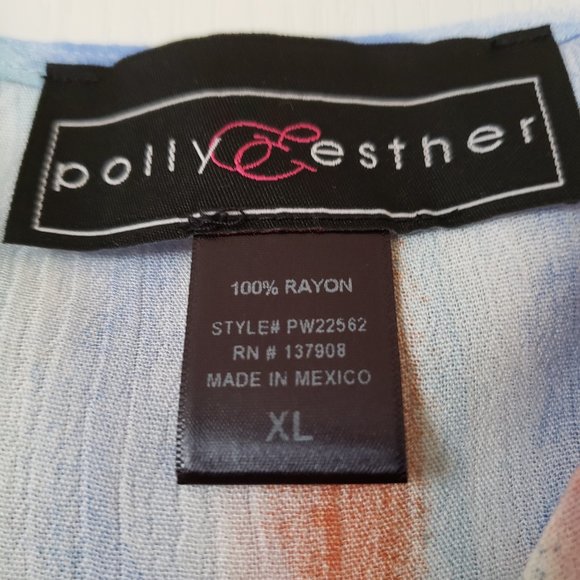 polly & esther
100% RAYON
STYLE# PW22562
RN # 137908
MADE IN MEXICO
XL